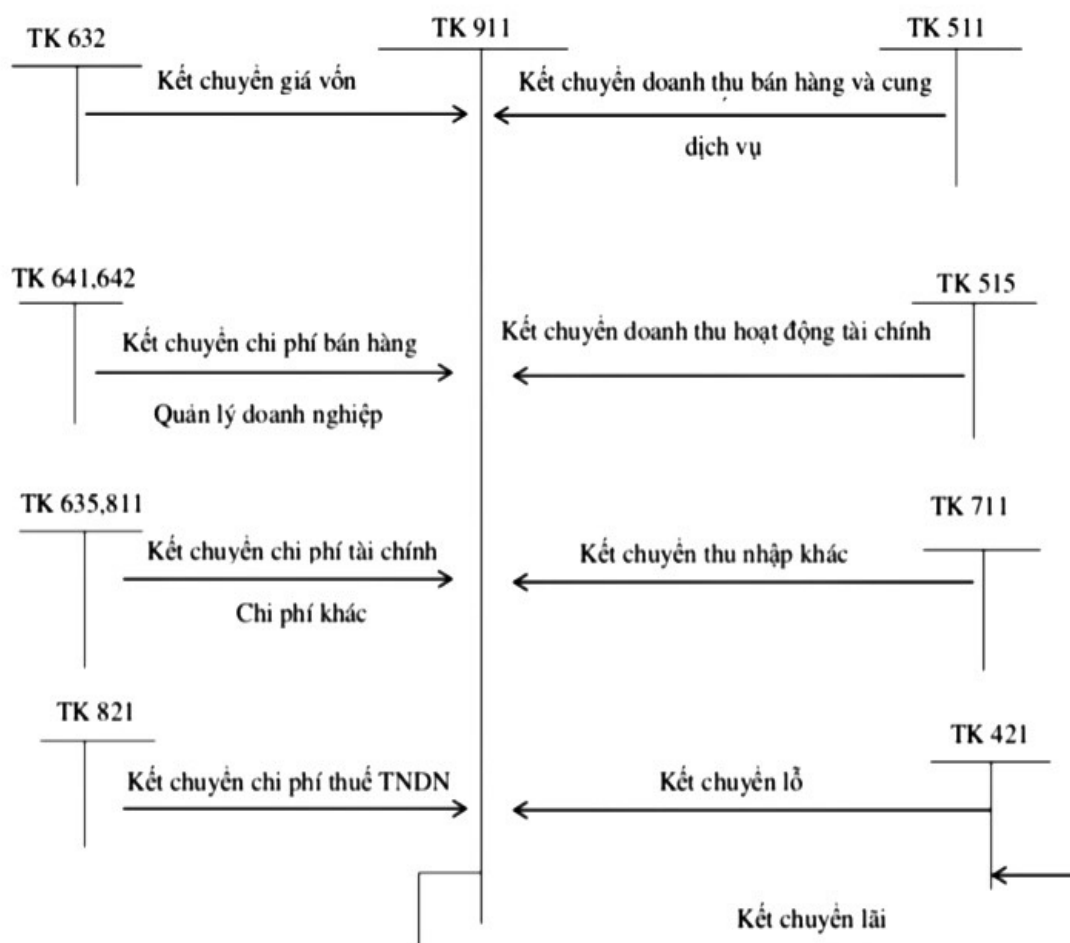 TK 632
TK 911
TK 511
Kết chuyển giá vốn
Kết chuyển doanh thu bán hàng và cung
dịch vụ
TK 641,642
TK 515
Kết chuyển chi phí bán hàng
Kết chuyển doanh thu hoạt động tài chính
Quản lý doanh nghiệp
TK 635,811
TK 711
Kết chuyển chi phí tài chính
Kết chuyển thu nhập khác
Chi phí khác
TK 821
TK 421
Kết chuyển chi phí thuế TNDN
Kết chuyển lỗ
Kết chuyển lãi